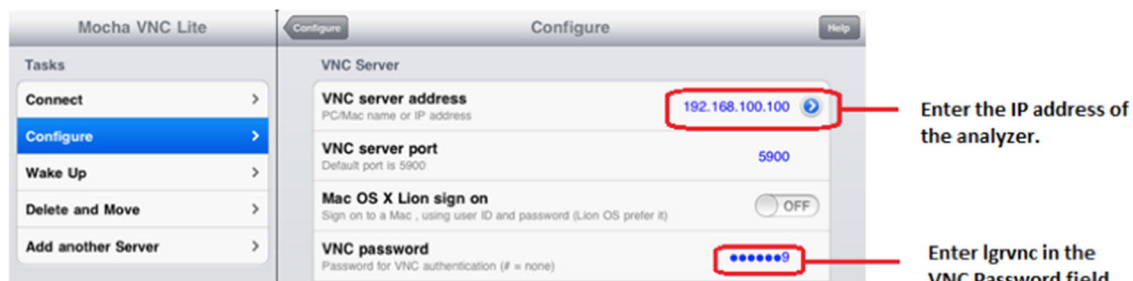 Mocha VNC Lite
Configure
Configure
Help
Tasks
VNC Server
Connect
VNC server address
PC/Mac name or IP address
192.168.100.100
Enter the IP address of
the analyzer.
Configure
VNC server port
Default port is 5900
5900
Wake Up
Mac OS X Lion sign on
Sign on to a Mac , using user ID and password (Lion OS prefer it)
OFF
Delete and Move
Add another Server
VNC password
Password for VNC authentication (# = none)
●●●●●●9
Enter lgrvnc in the
VNC Password field